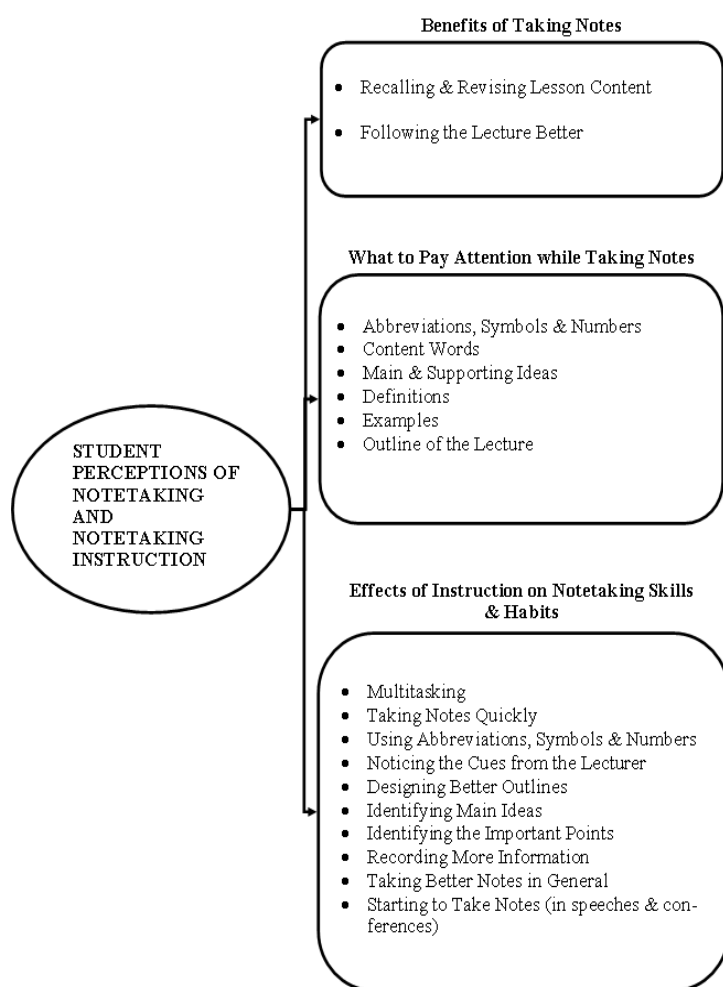 Benefits of Taking Notes
• Recalling & Revising Lesson Content
• Following the Lecture Better
What to Pay Attention while Taking Notes
• Abbreviations, Symbols & Numbers
• Content Words
• Main & Supporting Ideas
• Definitions
• Examples
• Outline of the Lecture
STUDENT
PERCEPTIONS OF
NOTETAKING
AND
NOTETAKING
INSTRUCTION
Effects of Instruction on Notetaking Skills
& Habits
• Multitasking
• Taking Notes Quickly
• Using Abbreviations, Symbols & Numbers
• Noticing the Cues from the Lecturer
• Designing Better Outlines
• Identifying Main Ideas
• Identifying the Important Points
• Recording More Information
• Taking Better Notes in General
• Starting to Take Notes (in speeches & con-
ferences)